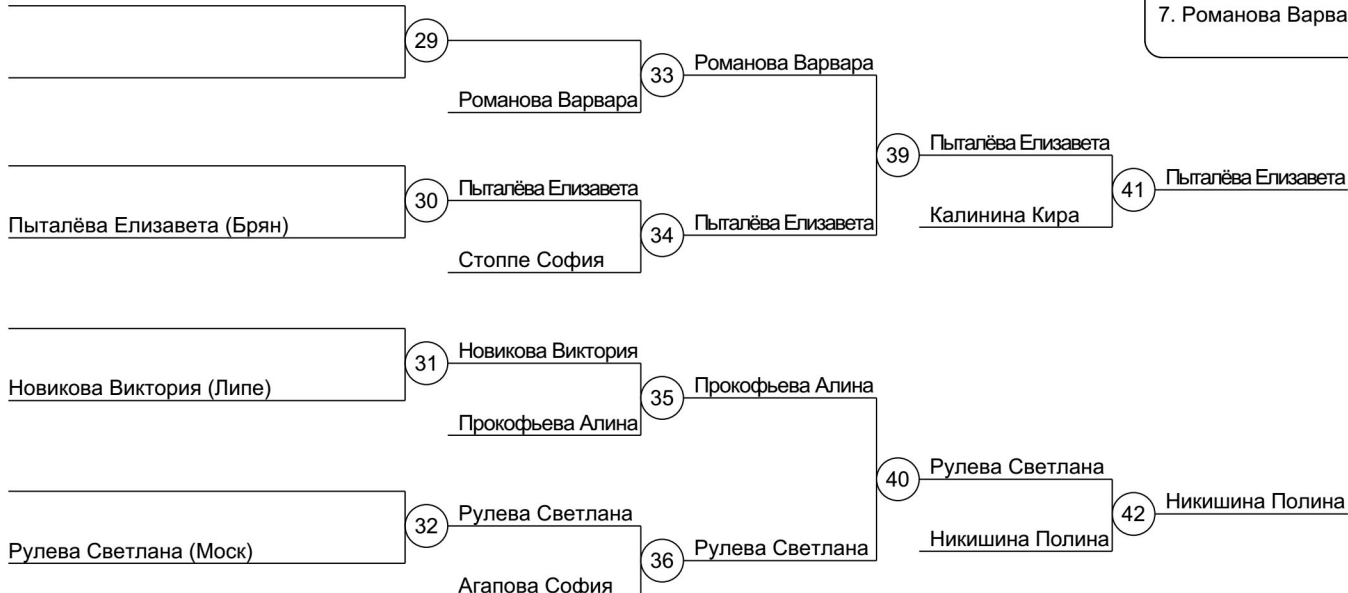 7. Романова Варва
29
Романова Варвара
33
Романова Варвара
39
Пыталёва Елизавета
41
Пыталёва Елизавета
30
Пыталёва Елизавета
Пыталёва Елизавета (Брян)
34
Пыталёва Елизавета
Калинина Кира
Стоппе София
31
Новикова Виктория
Новикова Виктория (Липе)
35
Прокофьева Алина
Прокофьева Алина
40
Рулева Светлана
42
Никишина Полина
32
Рулева Светлана
Рулева Светлана (Моск)
36
Рулева Светлана
Никишина Полина
Агапова София